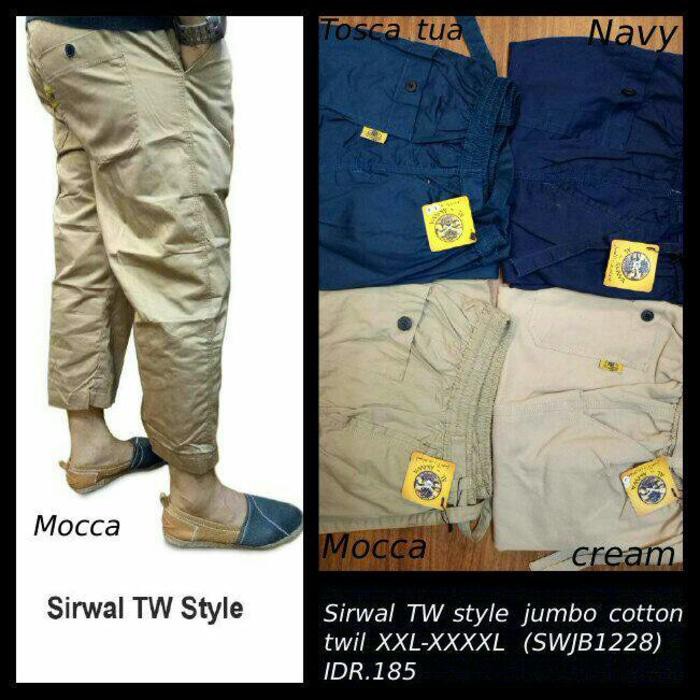 Mocca
Sirwal TW Style
Tosca tua
Navy
Mocca
cream
Sirwal TW style jumbo cotton
twil XXL-XXXXL (SWJB1228)
IDR.185